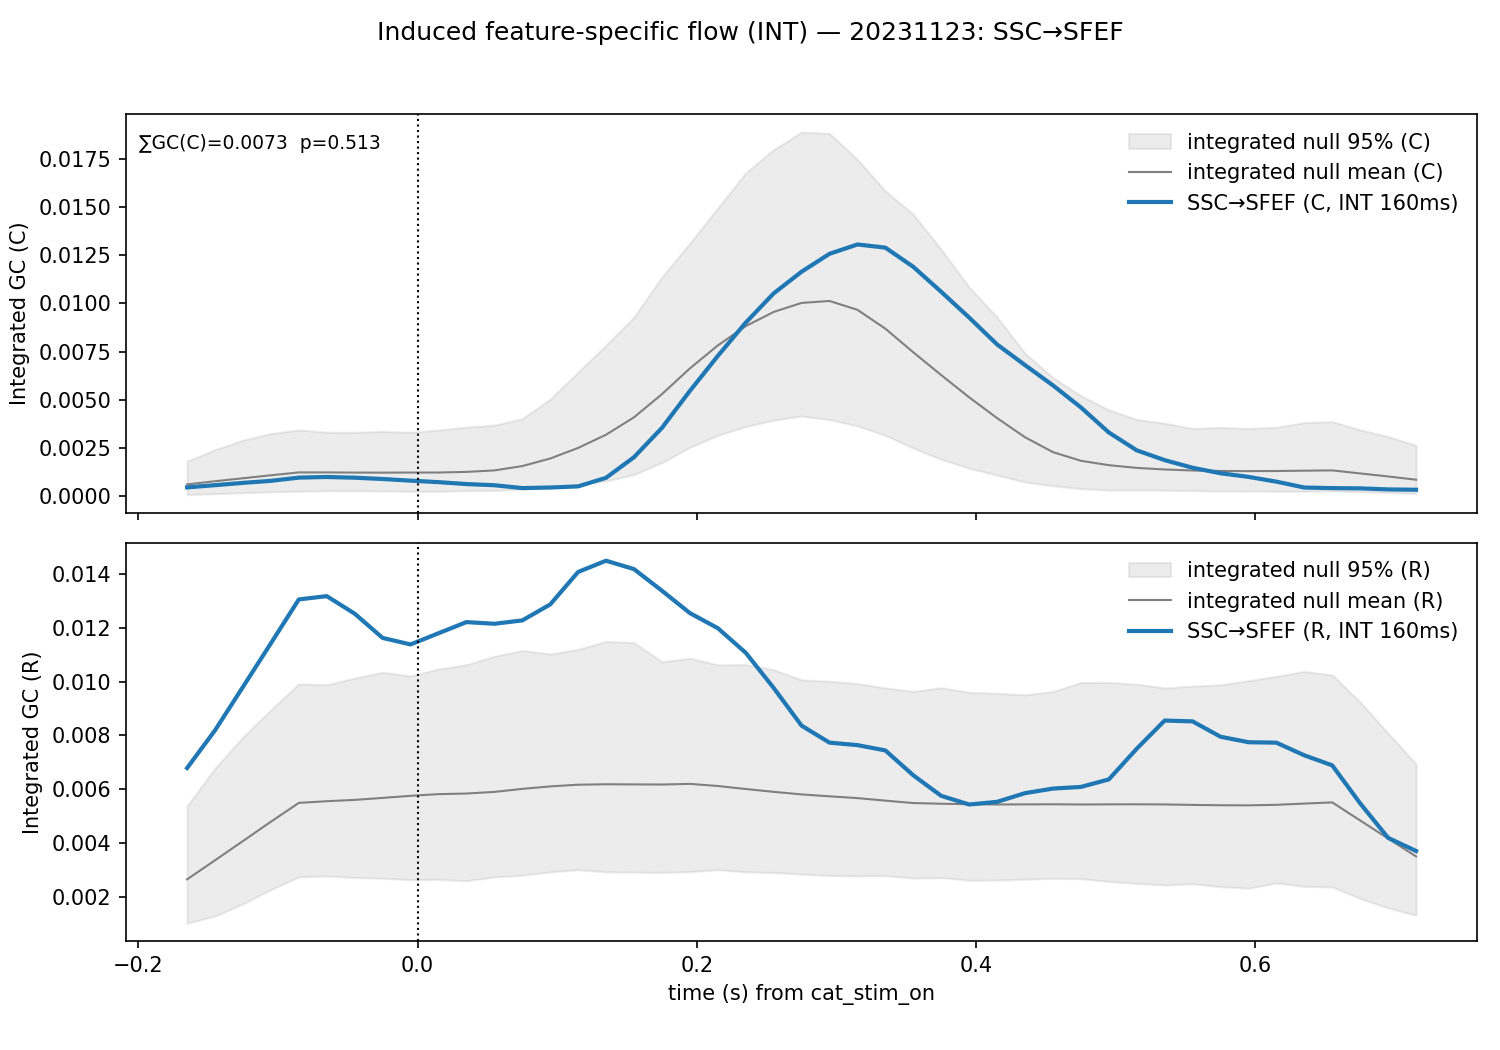 Induced feature-specific flow (INT) — 20231123: SSC→SFEF
∑GC(C)=0.0073  p=0.513
integrated null 95% (C)
integrated null mean (C)
SSC→SFEF (C, INT 160ms)
Integrated GC (C)
0.0175
0.0150
0.0125
0.0100
0.0075
0.0050
0.0025
0.0000
integrated null 95% (R)
integrated null mean (R)
SSC→SFEF (R, INT 160ms)
Integrated GC (R)
0.014
0.012
0.010
0.008
0.006
0.004
0.002
−0.2 0.0 0.2 0.4 0.6
time (s) from cat_stim_on